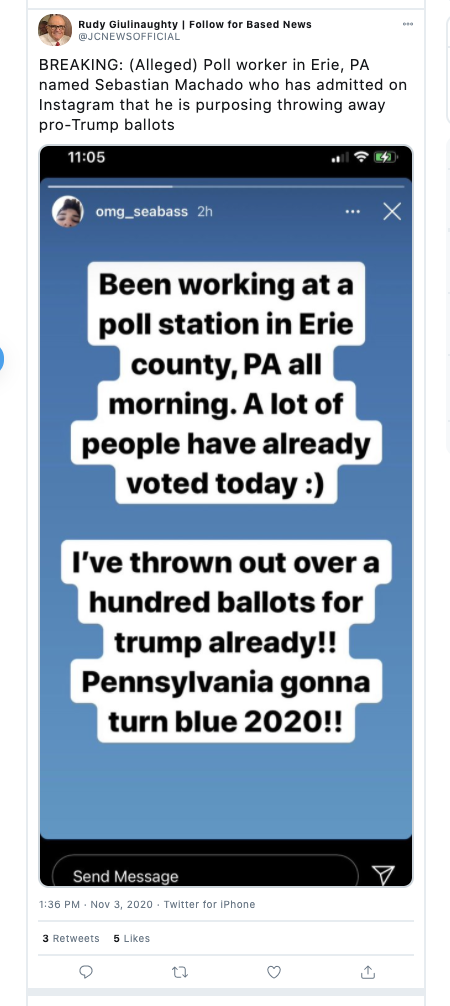 Rudy Giulinaughty | Follow for Based News
@JCNEWSOFFICIAL
BREAKING: (Alleged) Poll worker in Erie, PA
named Sebastian Machado who has admitted on
Instagram that he is purposing throwing away
pro-Trump ballots
11:05
omg_seabass 2h
Been working at a
poll station in Erie
county, PA all
morning. A lot of
people have already
voted today :)
I’ve thrown out over a
hundred ballots for
trump already!!
Pennsylvania gonna
turn blue 2020!!
Send Message
1:36 PM · Nov 3, 2020 · Twitter for iPhone
3 Retweets 5 Likes